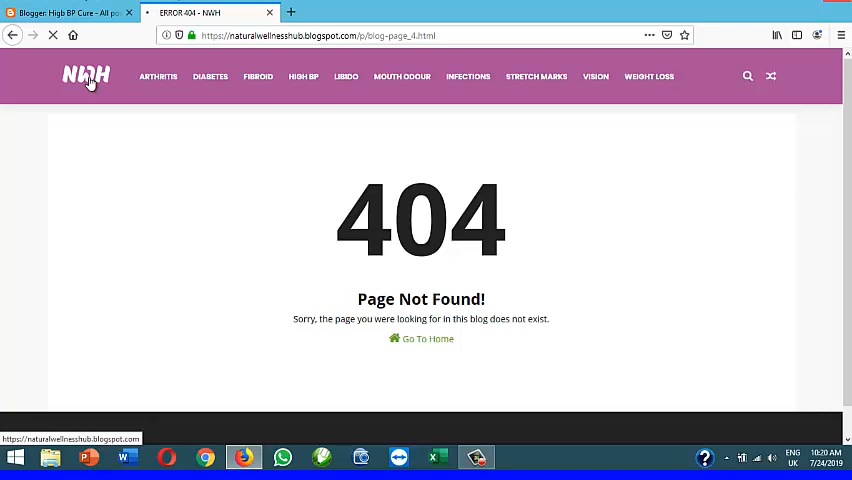 Blogger: Higb BP Cure - All po
ERROR 404 - NWH
https://naturalwellnesshub.blogspot.com/p/blog-page_4.html
NWH
ARTHRITIS DIABETES FIBROID HIGH BP LIBIDO MOUTH ODOUR INFECTIONS STRETCH MARKS VISION WEIGHT LOSS
404
Page Not Found!
Sorry, the page you were looking for in this blog does not exist.
Go To Home
https://naturalwellnesshub.blogspot.com
ENG 10:20 AM
UK 7/24/2019